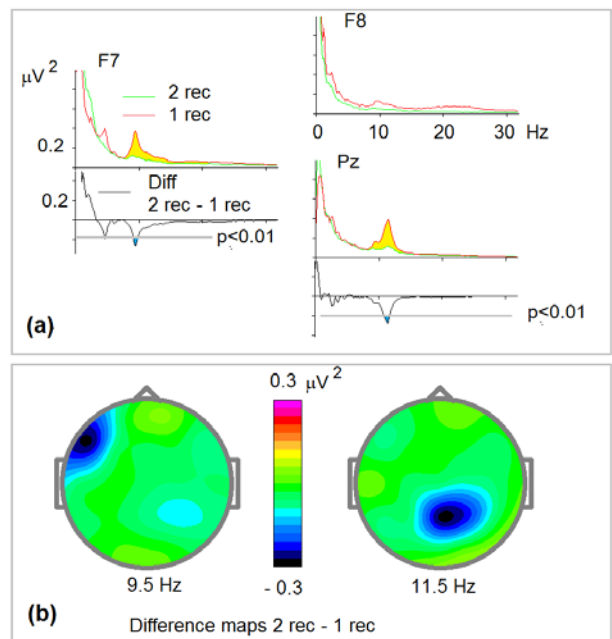 F7
μV²
2 rec
1 rec
0.2
Diff
2 rec - 1 rec
0.2
p<0.01
(a)
F8
0 10 20 30 Hz
Pz
p<0.01
0.3 μV²
9.5 Hz
- 0.3
11.5 Hz
(b)
Difference maps 2 rec - 1 rec